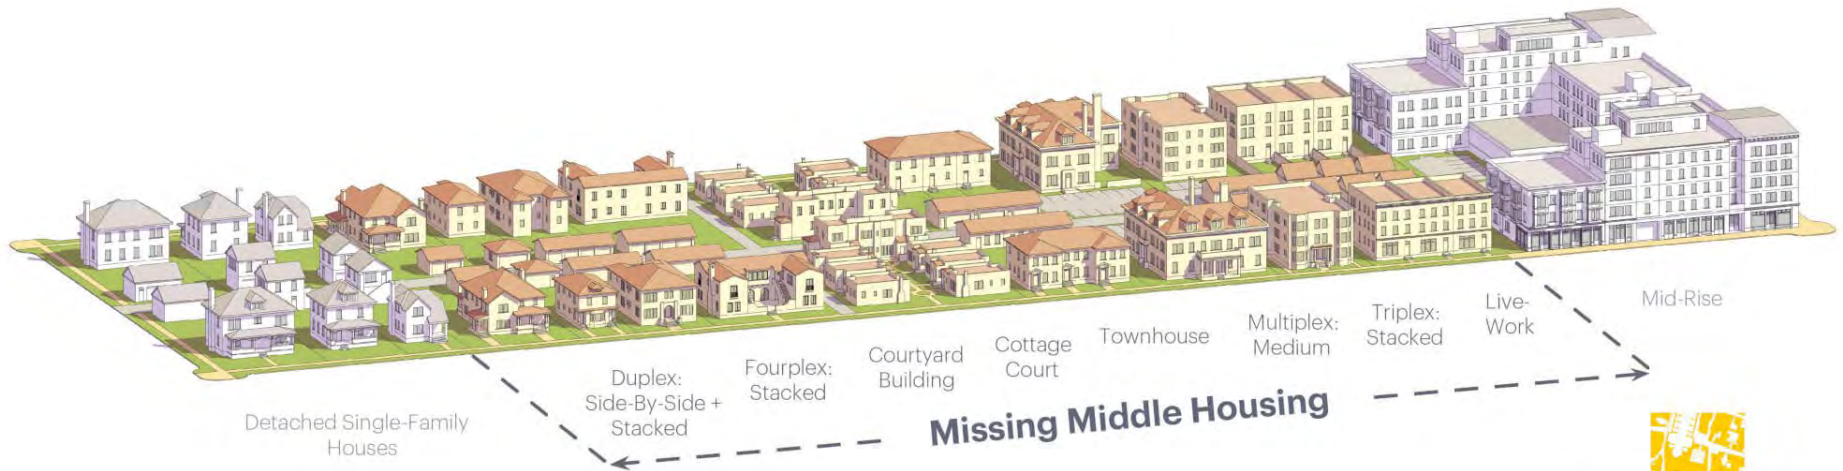 Detached Single-Family
Houses
Duplex:
Side-By-Side +
Stacked
Fourplex:
Stacked
Courtyard
Building
Cottage
Court
Townhouse
Multiplex:
Medium
Triplex:
Stacked
Live-
Work
Mid-Rise
Missing Middle Housing